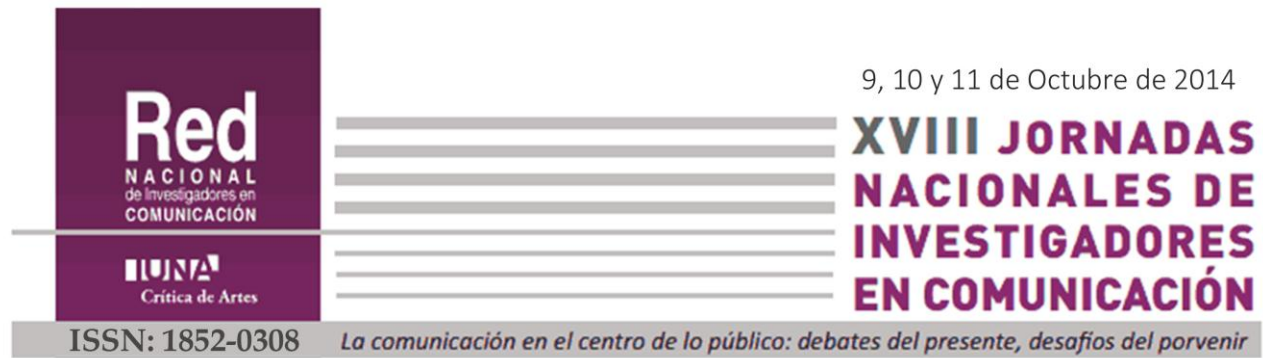 Red
NACIONAL
de Investigadores en
COMUNICACIÓN
IUNA
Crítica de Artes
9, 10 y 11 de Octubre de 2014
XVIII JORNADAS
NACIONALES DE
INVESTIGADORES
EN COMUNICACIÓN
ISSN: 1852-0308
La comunicación en el centro de lo público: debates del presente, desafíos del porvenir